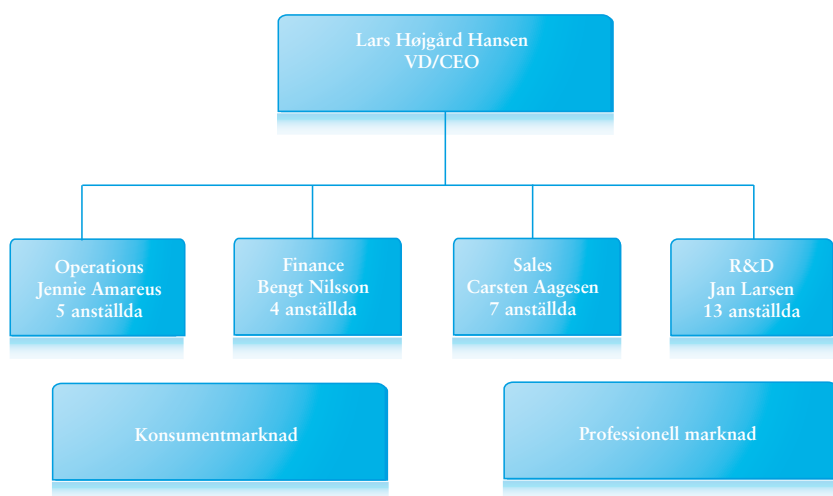 Lars Højgård Hansen
VD/CEO
Operations
Jennie Amareus
5 anställda
Finance
Bengt Nilsson
4 anställda
Sales
Carsten Aagesen
7 anställda
R&D
Jan Larsen
13 anställda
Konsumentmarknad
Professionell marknad